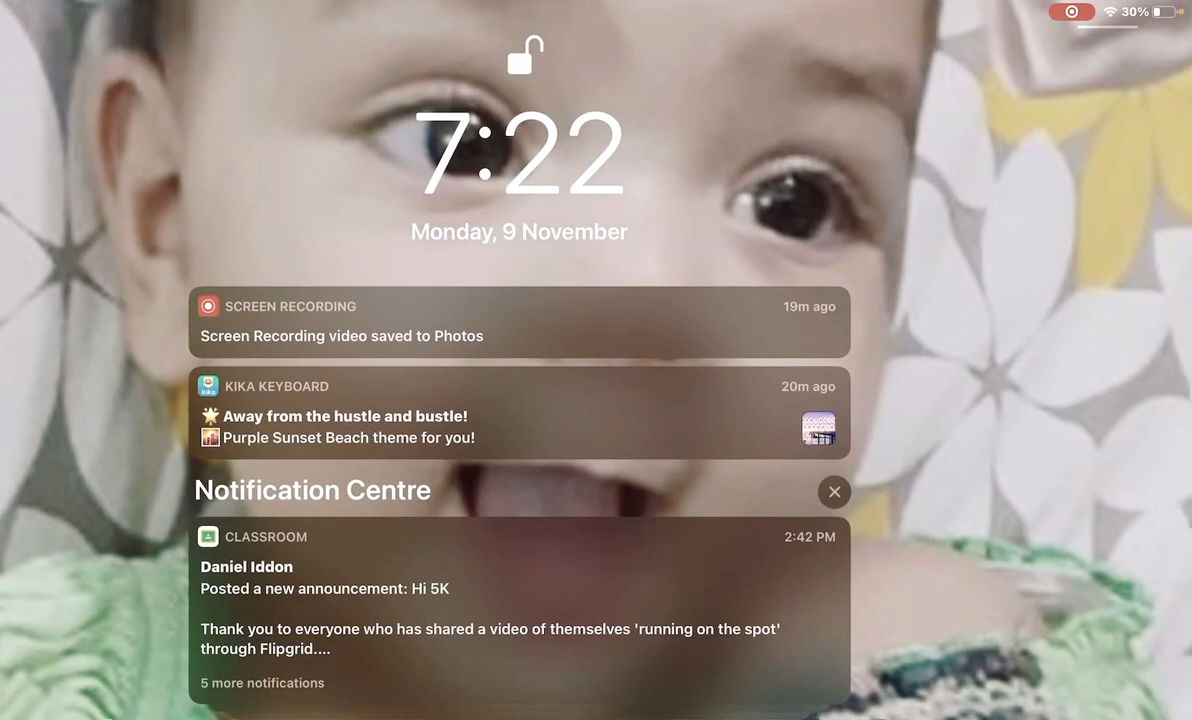 30%
7:22
Monday, 9 November
SCREEN RECORDING 19m ago
Screen Recording video saved to Photos
kika KIKA KEYBOARD 20m ago
Away from the hustle and bustle!
Purple Sunset Beach theme for you!
Notification Centre
CLASSROOM 2:42 PM
Daniel Iddon
Posted a new announcement: Hi 5K
Thank you to everyone who has shared a video of themselves 'running on the spot'
through Flipgrid....
5 more notifications